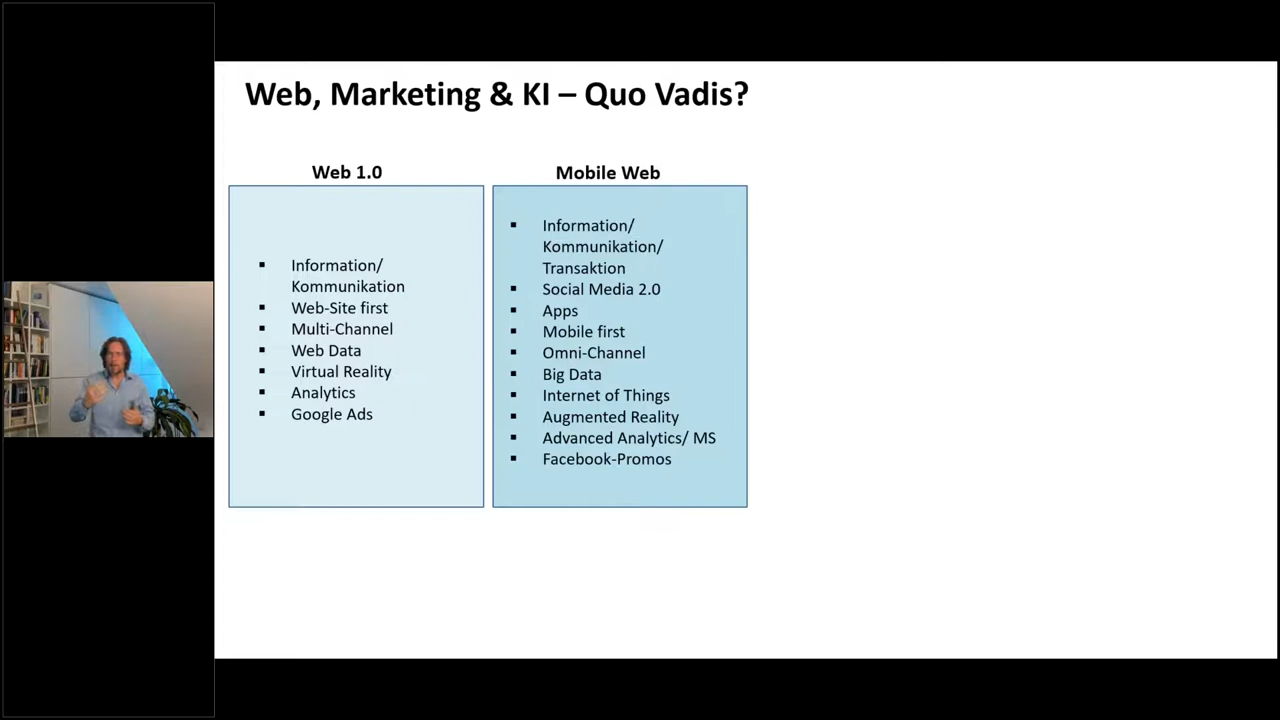 Web, Marketing & KI – Quo Vadis?
Web 1.0
Information/
Kommunikation
Web-Site first
Multi-Channel
Web Data
Virtual Reality
Analytics
Google Ads
Mobile Web
Information/
Kommunikation/
Transaktion
Social Media 2.0
Apps
Mobile first
Omni-Channel
Big Data
Internet of Things
Augmented Reality
Advanced Analytics/ MS
Facebook-Promos